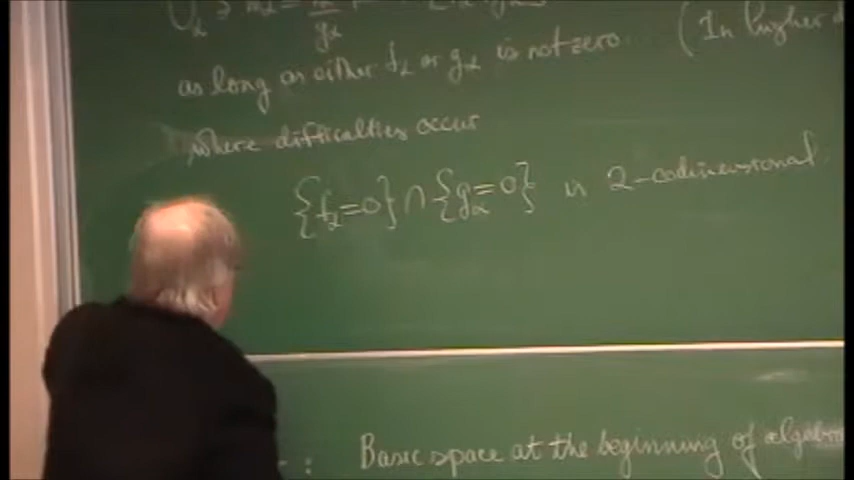 as long as either f_α or g_α is not zero. (In higher
where difficulties occur
{f_α=0} ∩ {g_α=0} is 2-codimensional.
: Basic space at the beginning of